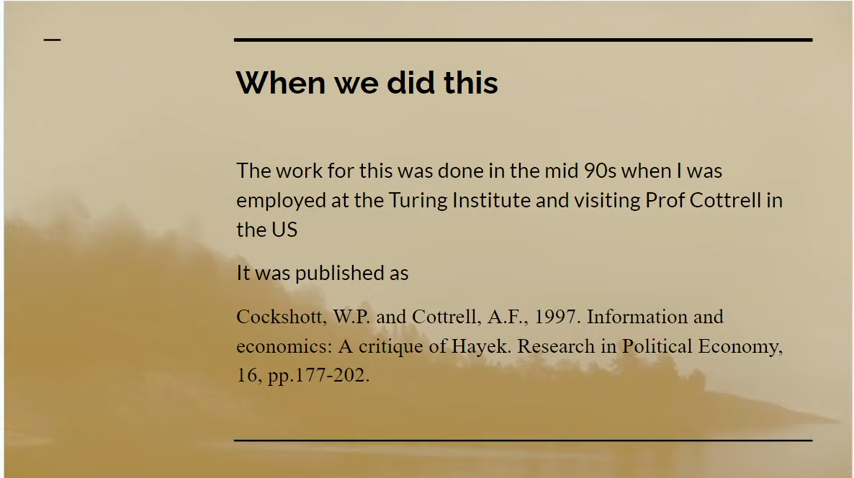 When we did this
The work for this was done in the mid 90s when I was
employed at the Turing Institute and visiting Prof Cottrell in
the US
It was published as
Cockshott, W.P. and Cottrell, A.F., 1997. Information and
economics: A critique of Hayek. Research in Political Economy,
16, pp.177-202.